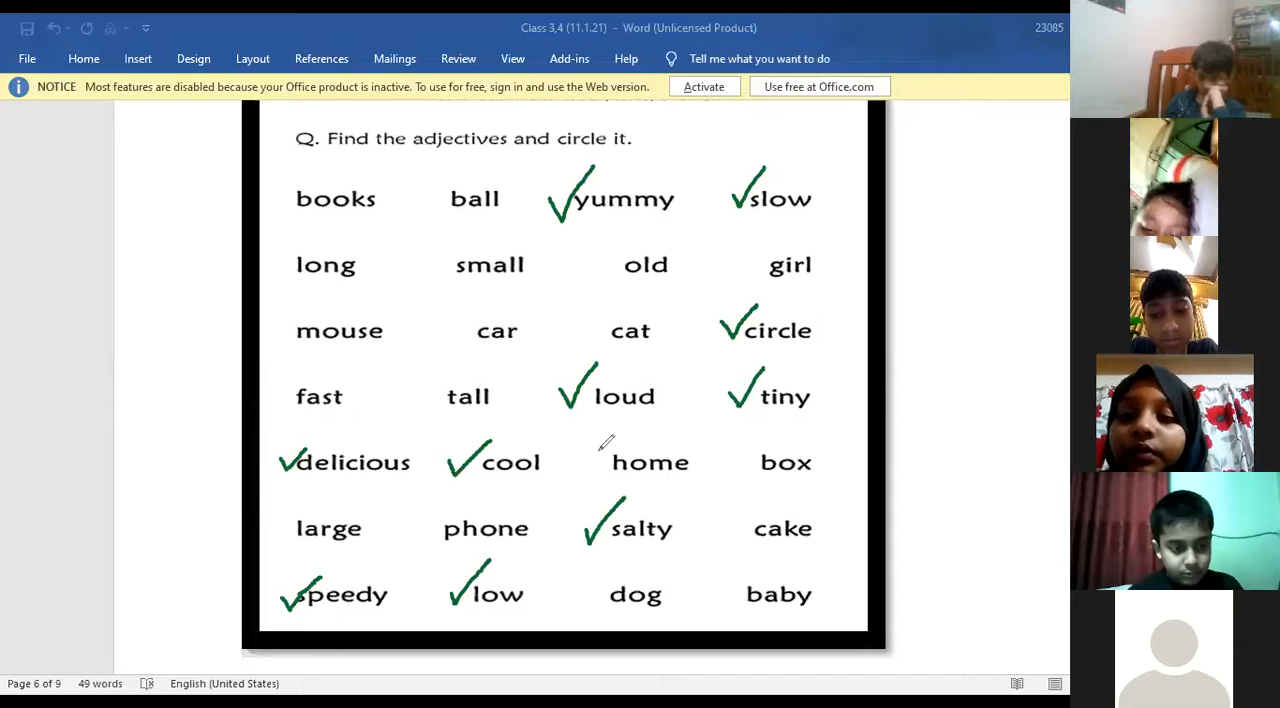 Class 3,4 (11.1.21) - Word (Unlicensed Product) 23085
File Home Insert Design Layout References Mailings Review View Add-ins Help Tell me what you want to do
NOTICE Most features are disabled because your Office product is inactive. To use for free, sign in and use the Web version. Activate Use free at Office.com
Q. Find the adjectives and circle it.
books ball yummy slow
long small old girl
mouse car cat circle
fast tall loud tiny
delicious cool home box
large phone salty cake
speedy low dog baby
Page 6 of 9 49 words English (United States)